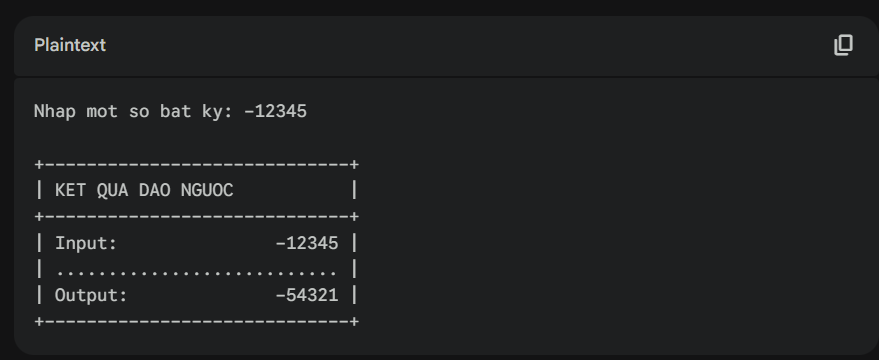 Plaintext
Nhap mot so bat ky: -12345
+-----------------------------+
| KET QUA DAO NGUOC           |
+-----------------------------+
| Input:               -12345 |
| ........................... |
| Output:              -54321 |
+-----------------------------+